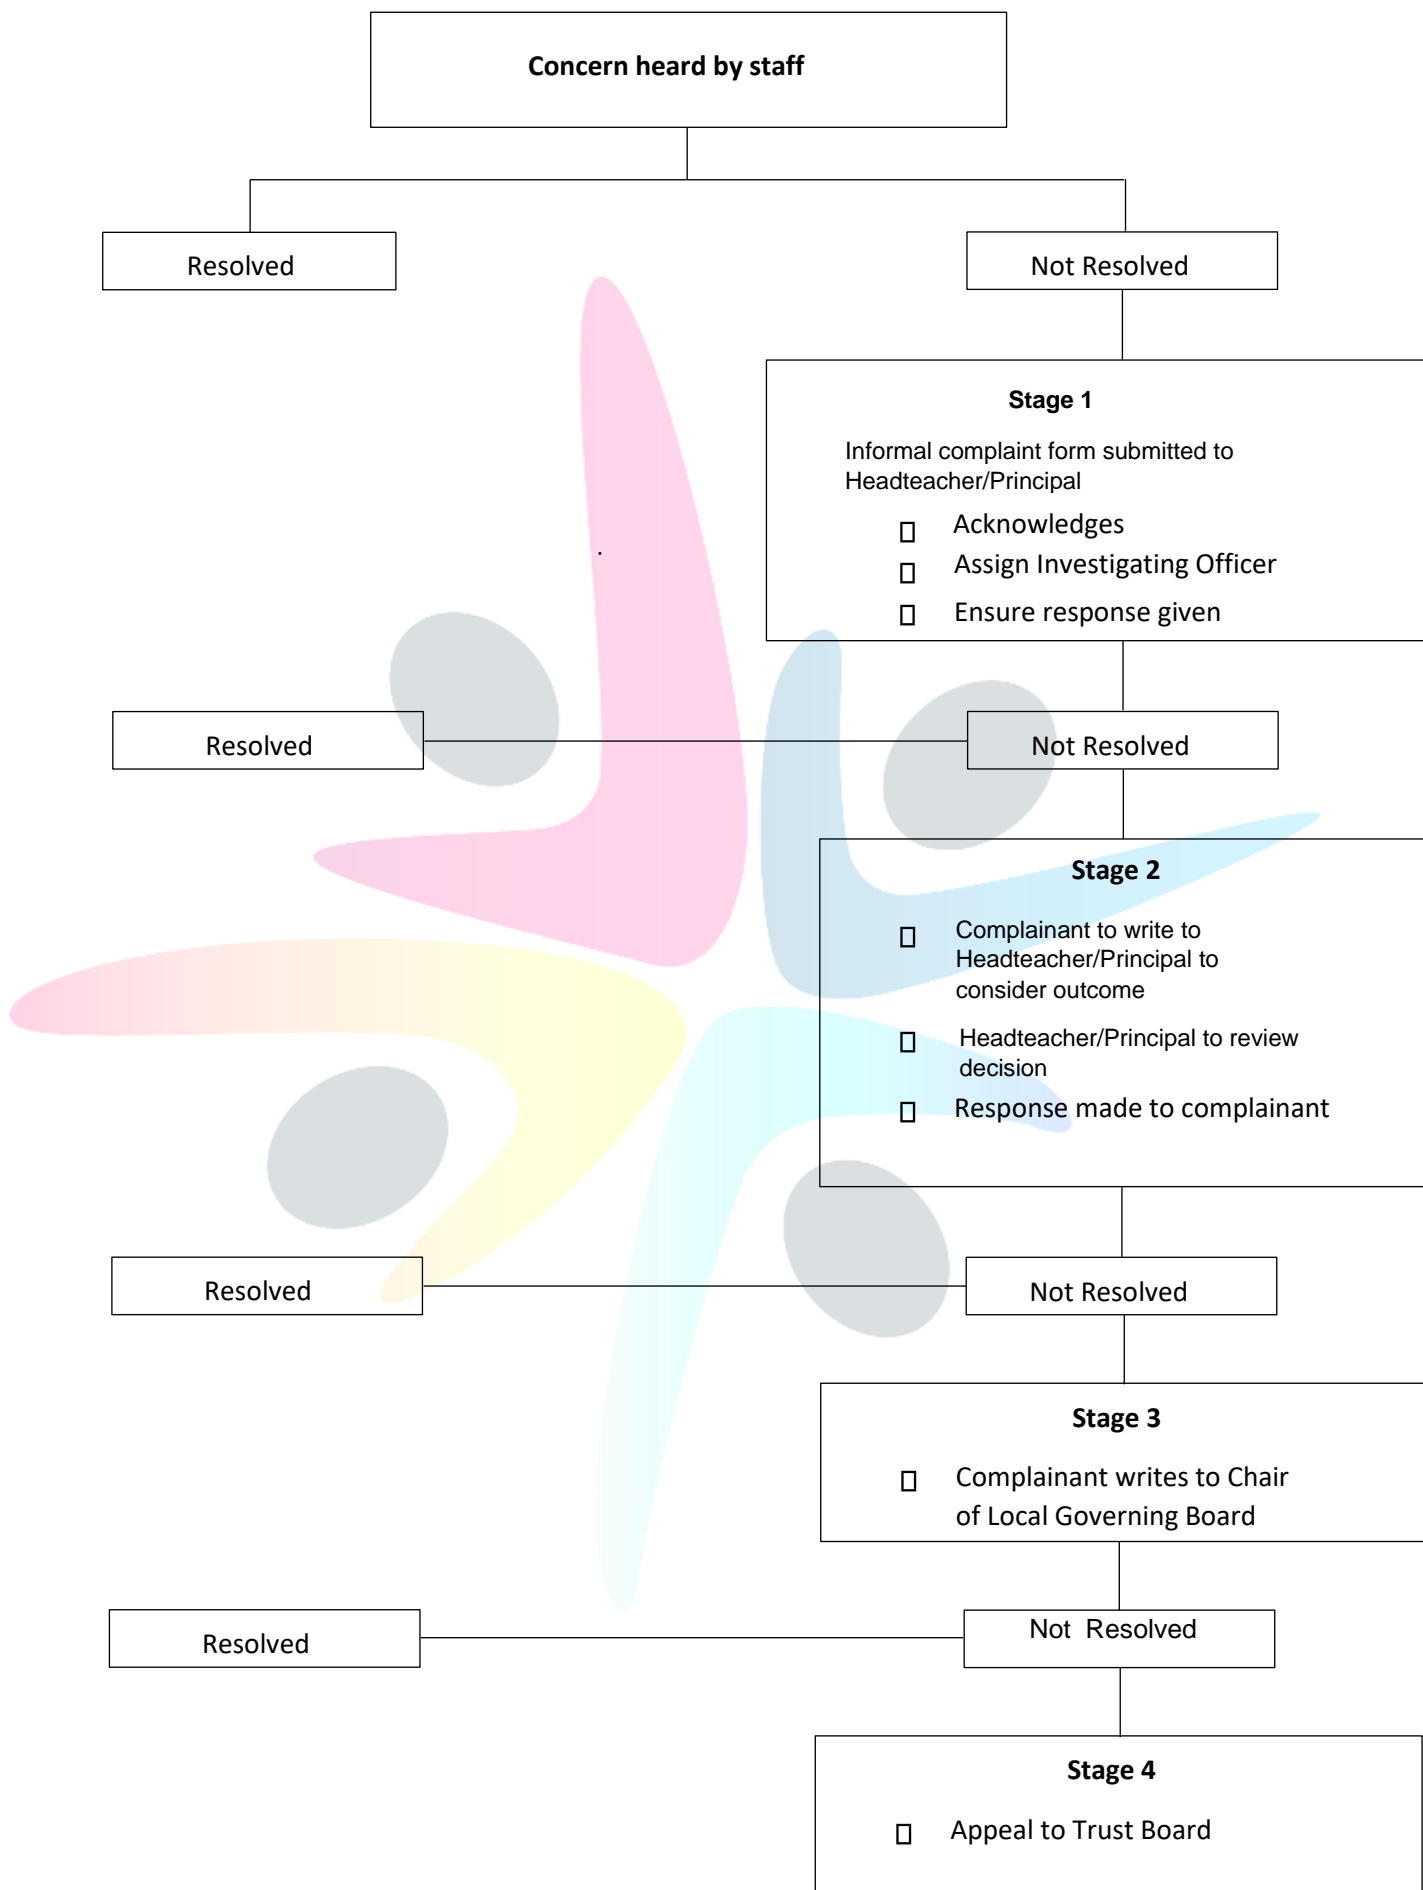 Concern heard by staff
Resolved
Not Resolved
Stage 1
Informal complaint form submitted to
Headteacher/Principal
Acknowledges
Assign Investigating Officer
Ensure response given
Resolved
Not Resolved
Stage 2
Complainant to write to
Headteacher/Principal to
consider outcome
Headteacher/Principal to review
decision
Response made to complainant
Resolved
Not Resolved
Stage 3
Complainant writes to Chair
of Local Governing Board
Resolved
Not Resolved
Stage 4
Appeal to Trust Board